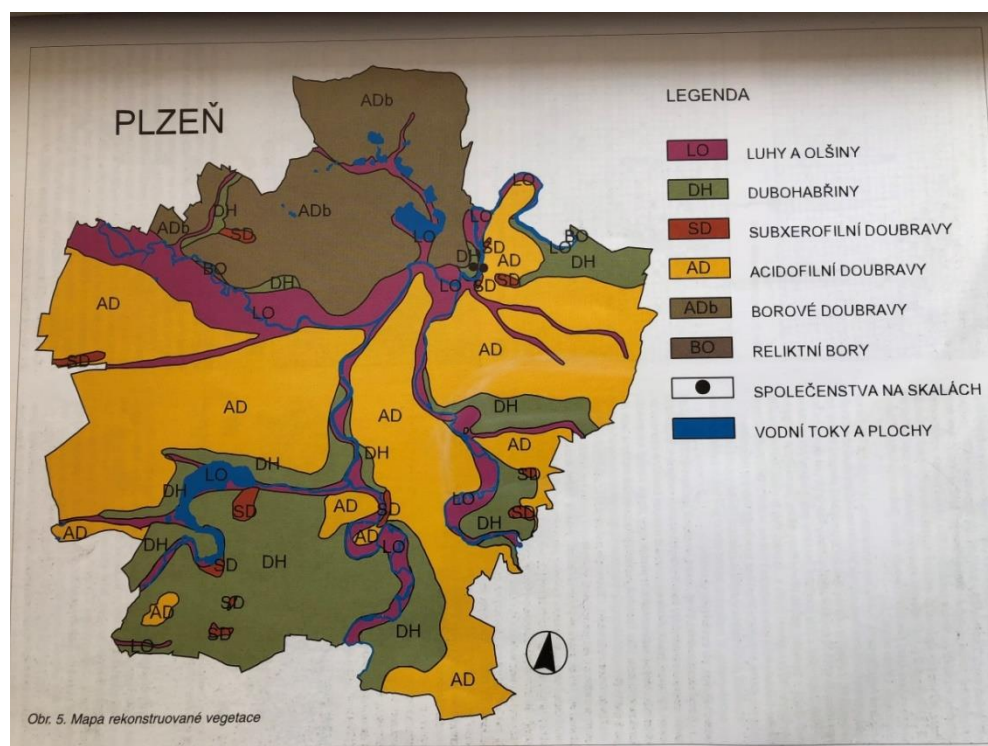 PLZEŇ
LEGENDA
LO LUHY A OLŠINY
DH DUBOHABŘINY
SD SUBXEROFILNÍ DOUBRAVY
AD ACIDOFILNÍ DOUBRAVY
ADb BOROVÉ DOUBRAVY
BO RELIKTNÍ BORY
SPOLEČENSTVA NA SKALÁCH
VODNÍ TOKY A PLOCHY
ADb
LO
DH
ADb
LO
ADb
SD
LO
BO
SD
LO
DH
AD
DH
BO
DH
LO
SD
SD
AD
LO
AD
SD
AD
AD
DH
DH
AD
LO
DH
SD
DH
SD
LO
SD
AD
SD
AD
DH
AD
DH
LO
SD
DH
SD
AD
SD
LO
DH
AD
Obr. 5. Mapa rekonstruované vegetace